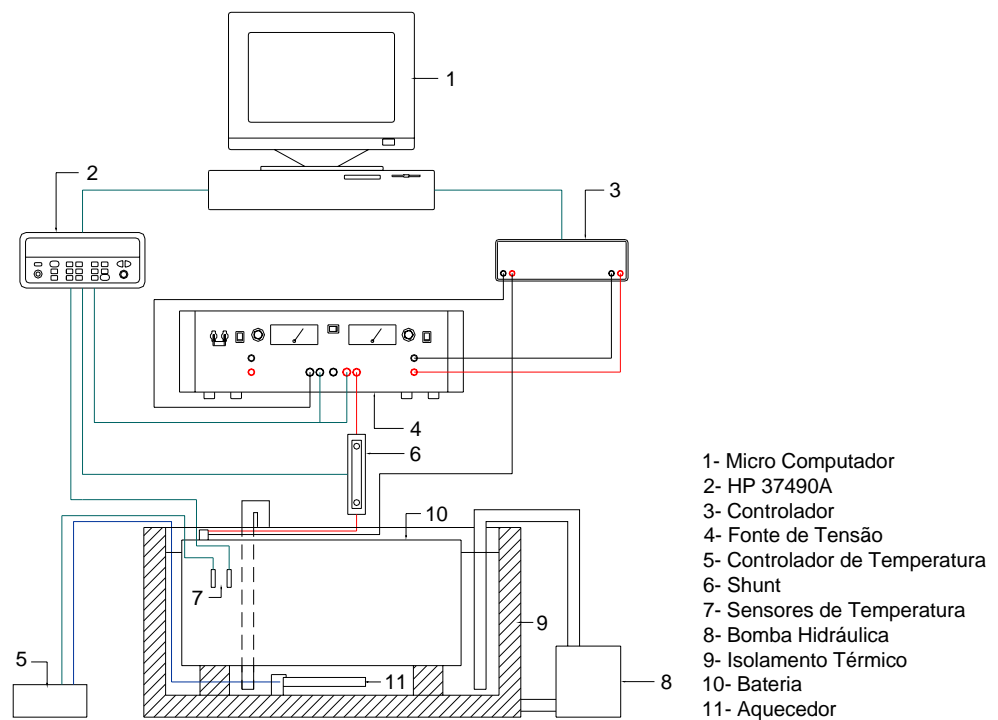 1
2
3
4
6
10
7
9
5
11
8
1- Micro Computador
2- HP 37490A
3- Controlador
4- Fonte de Tensão
5- Controlador de Temperatura
6- Shunt
7- Sensores de Temperatura
8- Bomba Hidráulica
9- Isolamento Térmico
10- Bateria
11- Aquecedor